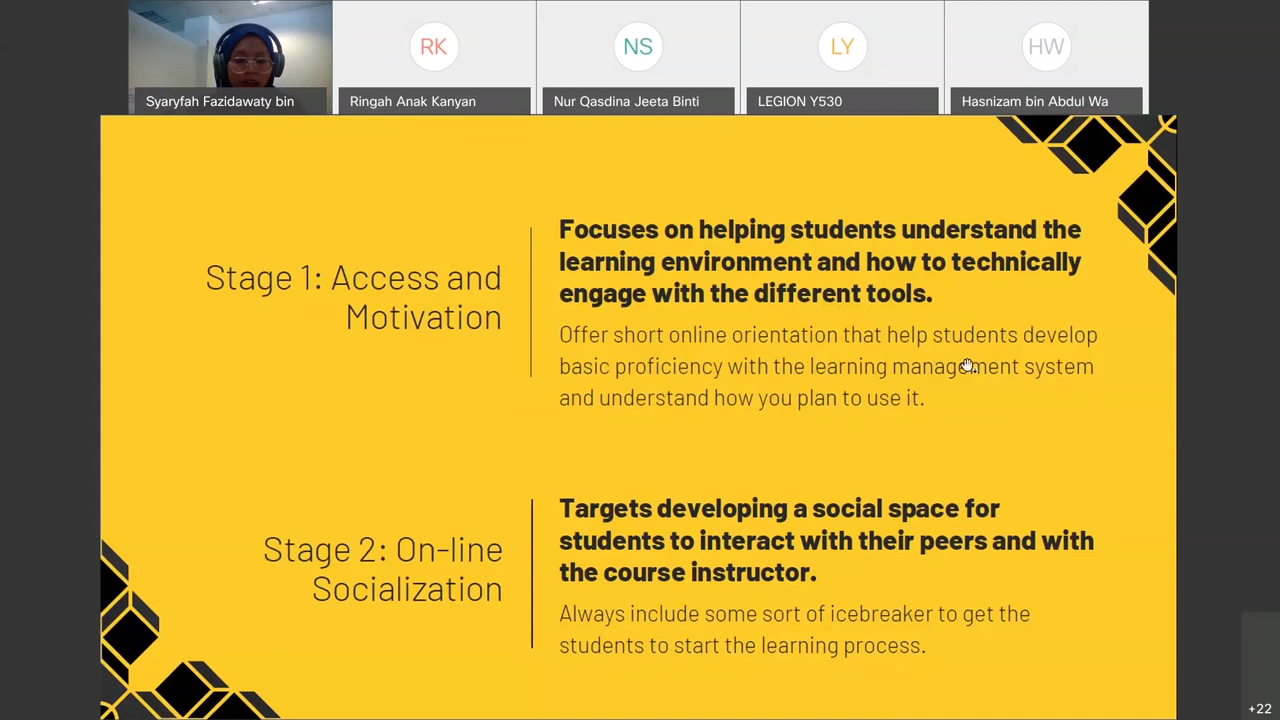 RK
NS
LY
HW
Syaryfah Fazidawaty bin
Ringah Anak Kanyan
Nur Qasdina Jeeta Binti
LEGION Y530
Hasnizam bin Abdul Wa
Stage 1: Access and
Motivation
Focuses on helping students understand the
learning environment and how to technically
engage with the different tools.
Offer short online orientation that help students develop
basic proficiency with the learning management system
and understand how you plan to use it.
Stage 2: On-line
Socialization
Targets developing a social space for
students to interact with their peers and with
the course instructor.
Always include some sort of icebreaker to get the
students to start the learning process.
+22